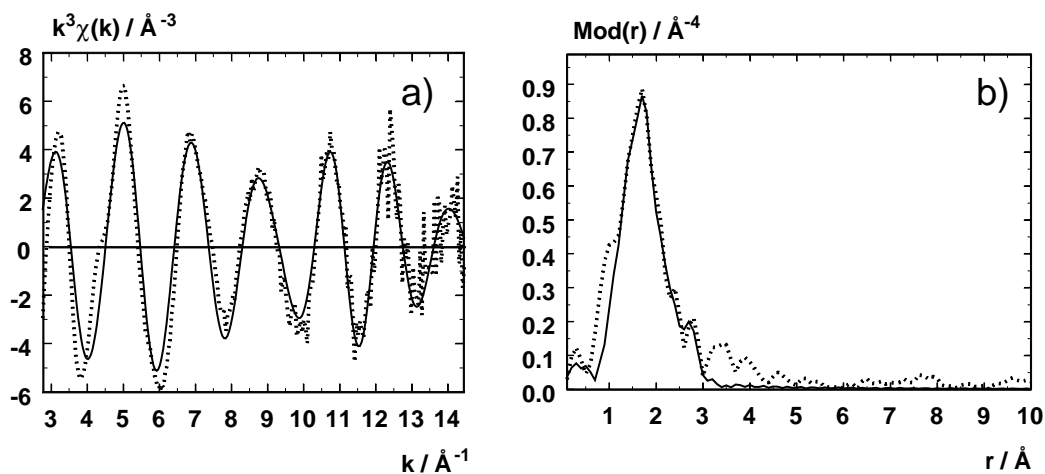 k³χ(k) / Å⁻³
a)
8
6
4
2
0
-2
-4
-6
3 4 5 6 7 8 9 10 11 12 13 14
k / Å⁻¹
Mod(r) / Å⁻⁴
b)
0.9
0.8
0.7
0.6
0.5
0.4
0.3
0.2
0.1
0.0
1 2 3 4 5 6 7 8 9 10
r / Å